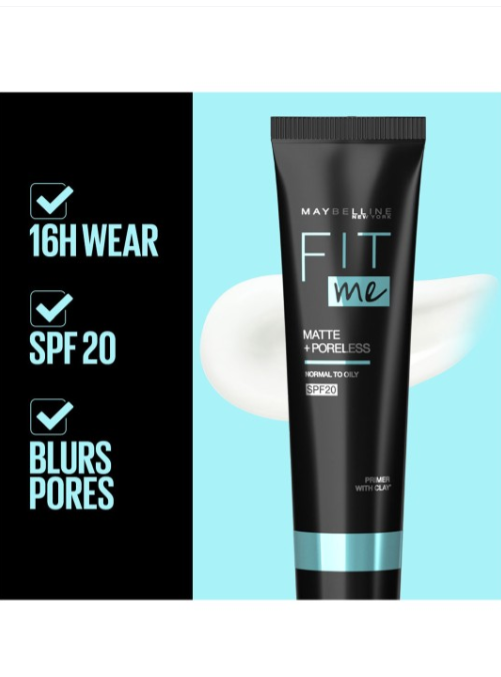 16H WEAR
SPF 20
BLURS
PORES
MAYBELLINE
NEW YORK
FIT
me
MATTE
+PORELESS
NORMAL TO OILY
SPF20
PRIMER
WITH CLAY*